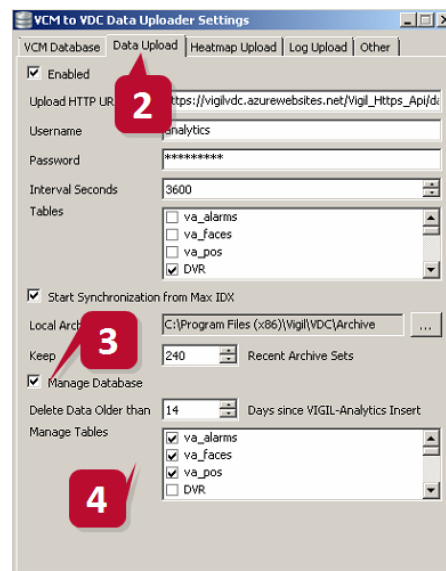 VCM to VDC Data Uploader Settings
VCM Database Data Upload Heatmap Upload Log Upload Other
Enabled
2
Upload HTTP UR ttps://vigilvdc.azurewebsites.net/Vigil_Https_Api/da
Username analytics
Password *********
Interval Seconds 3600
Tables va_alarms
va_faces
va_pos
DVR
Start Synchronization from Max IDX
Local Arch C:\Program Files (x86)\Vigil\VDC\Archive ...
3
Keep 240 Recent Archive Sets
Manage Database
Delete Data Older than 14 Days since VIGIL-Analytics Insert
Manage Tables va_alarms
va_faces
va_pos
4
DVR